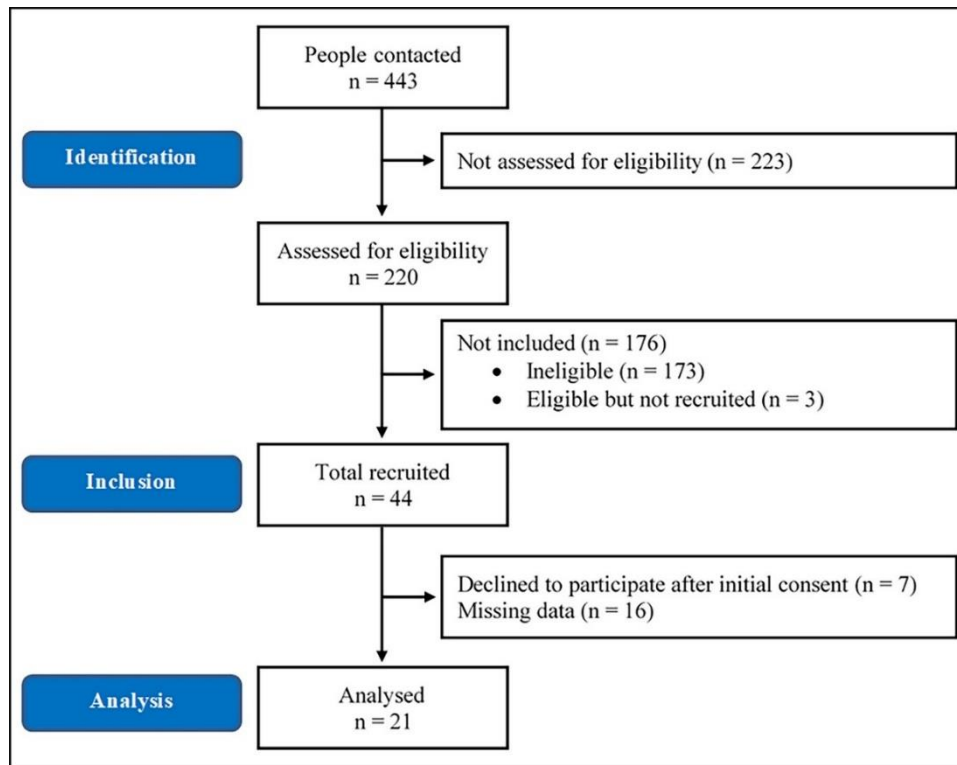 People contacted
n = 443
Identification
Not assessed for eligibility (n = 223)
Assessed for eligibility
n = 220
Not included (n = 176)
• Ineligible (n = 173)
• Eligible but not recruited (n = 3)
Inclusion
Total recruited
n = 44
Declined to participate after initial consent (n = 7)
Missing data (n = 16)
Analysis
Analysed
n = 21